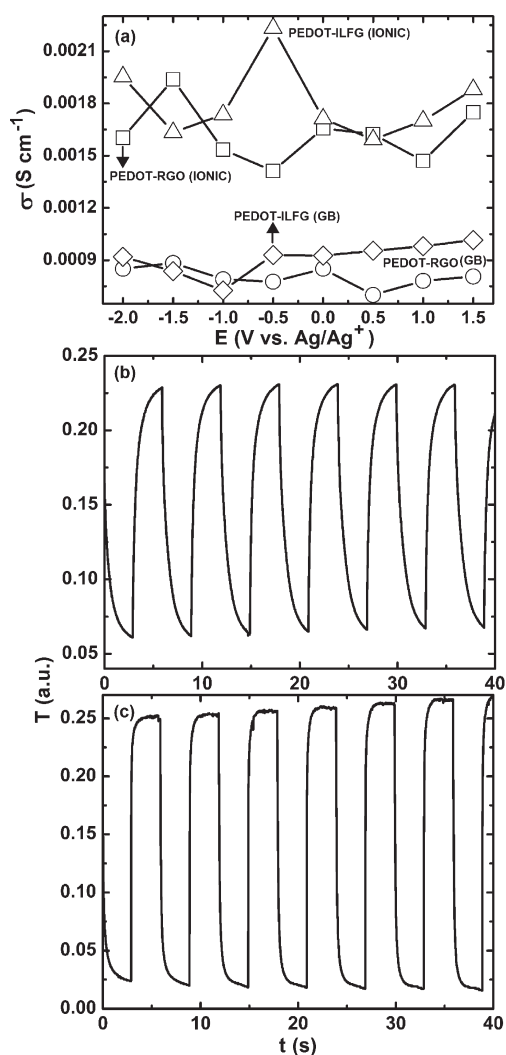 (a)
PEDOT-ILFG (IONIC)
0.0021
0.0018
0.0015
PEDOT-RGO (IONIC)
σ (S cm⁻¹)
0.0012
PEDOT-ILFG (GB)
0.0009
PEDOT-RGO(GB)
-2.0 -1.5 -1.0 -0.5 0.0 0.5 1.0 1.5
E (V vs. Ag/Ag⁺)
0.25
(b)
0.20
0.15
0.10
0.05
0 10 20 30 40
T (a.u.)
(c)
0.25
0.20
0.15
0.10
0.05
0.00
0 10 20 30 40
t (s)